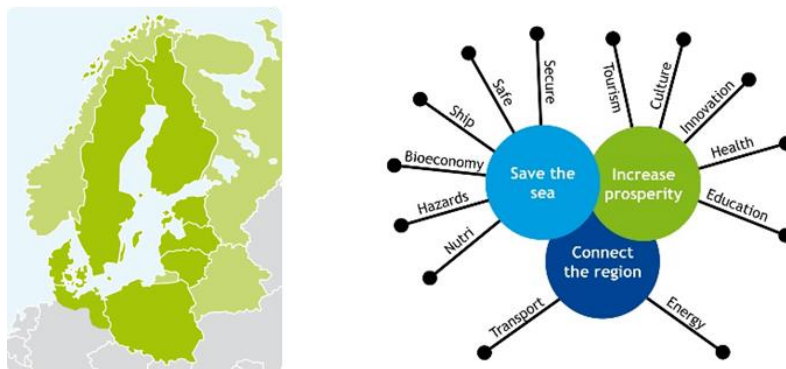 Secure
Safe
Ship
Bioeconomy
Hazards
Nutri
Tourism
Culture
Innovation
Health
Education
Save the
sea
Increase
prosperity
Connect
the region
Transport
Energy